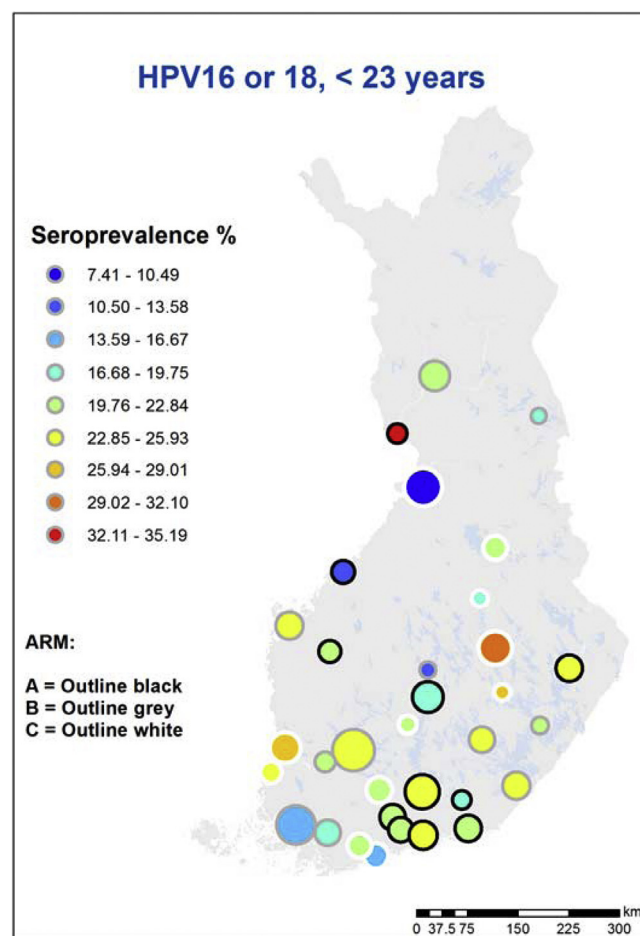 HPV16 or 18, < 23 years
Seroprevalence %
7.41 - 10.49
10.50 - 13.58
13.59 - 16.67
16.68 - 19.75
19.76 - 22.84
22.85 - 25.93
25.94 - 29.01
29.02 - 32.10
32.11 - 35.19
ARM:
A = Outline black
B = Outline grey
C = Outline white
km
0 37.5 75 150 225 300